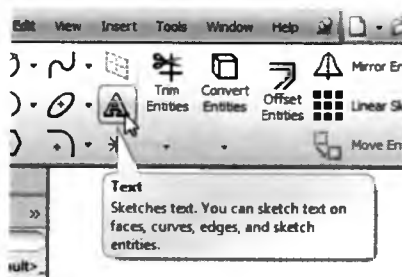 Edit View Insert Tools Window Help
Trim Entities Convert Entities Offset Entities Mirror En
Linear Sk
Move En
Text
Sketches text. You can sketch text on
faces, curves, edges, and sketch
entities.
ult>